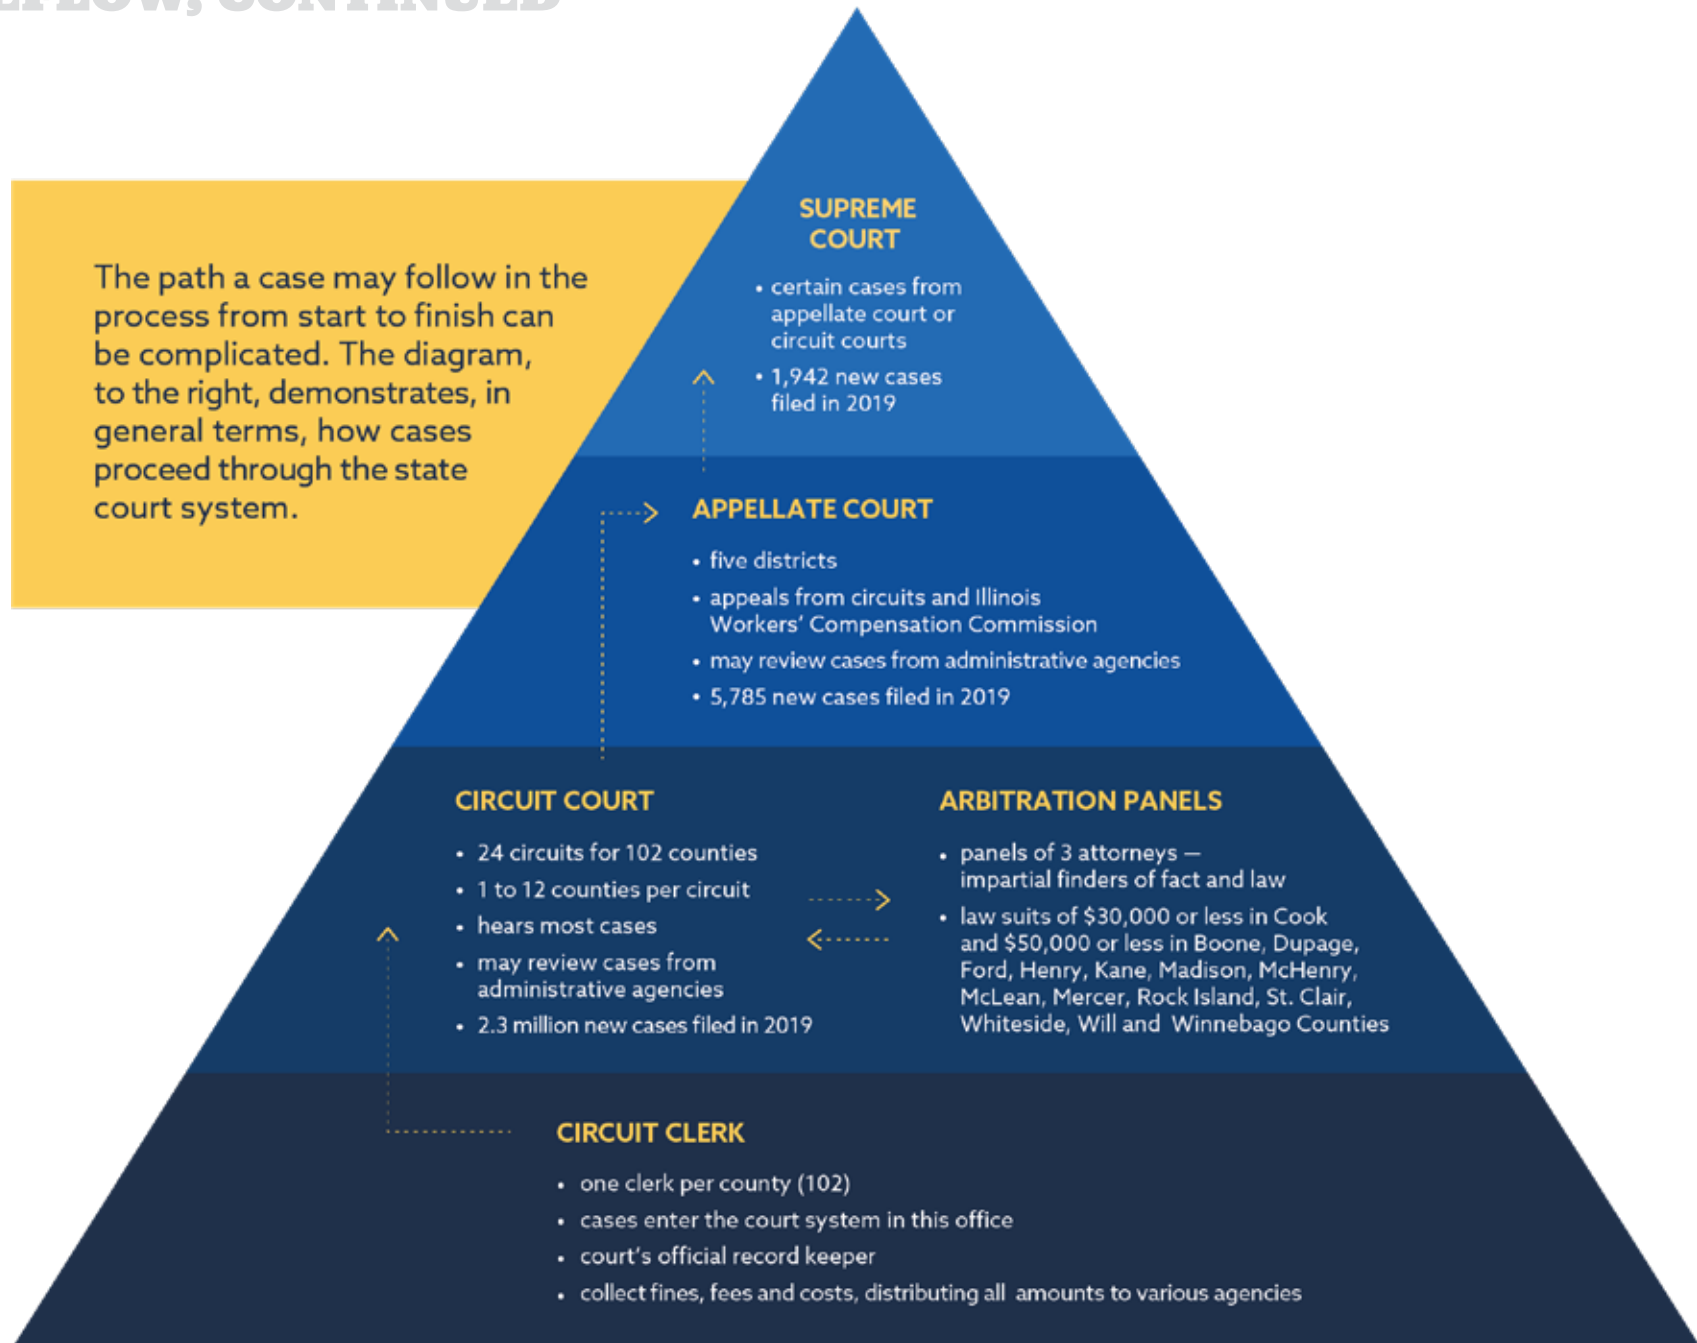 CONTINUED
The path a case may follow in the
process from start to finish can
be complicated. The diagram,
to the right, demonstrates, in
general terms, how cases
proceed through the state
court system.
SUPREME
COURT
• certain cases from
appellate court or
circuit courts
• 1,942 new cases
filed in 2019
APPELLATE COURT
• five districts
• appeals from circuits and Illinois
Workers' Compensation Commission
• may review cases from administrative agencies
• 5,785 new cases filed in 2019
CIRCUIT COURT
• 24 circuits for 102 counties
• 1 to 12 counties per circuit
• hears most cases
• may review cases from
administrative agencies
• 2.3 million new cases filed in 2019
ARBITRATION PANELS
• panels of 3 attorneys —
impartial finders of fact and law
• law suits of $30,000 or less in Cook
and $50,000 or less in Boone, Dupage,
Ford, Henry, Kane, Madison, McHenry,
McLean, Mercer, Rock Island, St. Clair,
Whiteside, Will and Winnebago Counties
CIRCUIT CLERK
• one clerk per county (102)
• cases enter the court system in this office
• court's official record keeper
• collect fines, fees and costs, distributing all amounts to various agencies